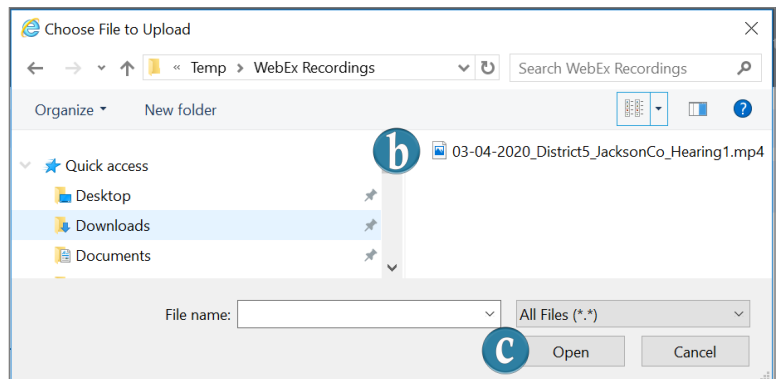 Choose File to Upload
« Temp > WebEx Recordings
Search WebEx Recordings
Organize
New folder
?
b
03-04-2020_District5_JacksonCo_Hearing1.mp4
Quick access
Desktop
Downloads
Documents
File name:
All Files (*.*)
c
Open
Cancel